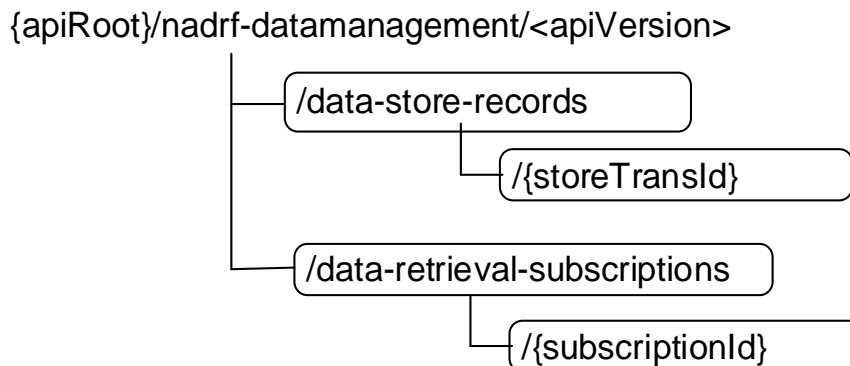 {apiRoot}/nadrf-datamanagement/<apiVersion>
/data-store-records
/{storeTransId}
/data-retrieval-subscriptions
/{subscriptionId}